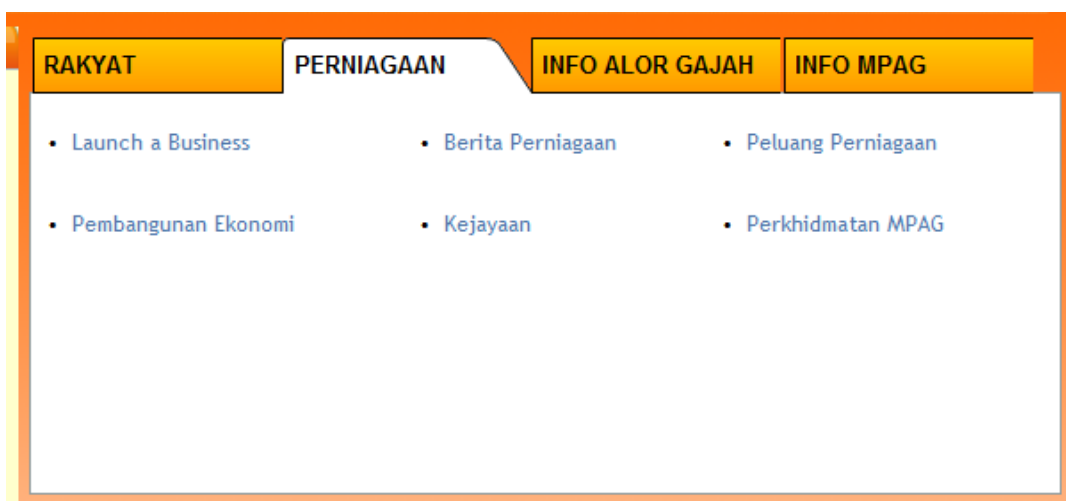 RAKYAT PERNIAGAAN INFO ALOR GAJAH INFO MPAG
• Launch a Business • Berita Perniagaan • Peluang Perniagaan
• Pembangunan Ekonomi • Kejayaan • Perkhidmatan MPAG